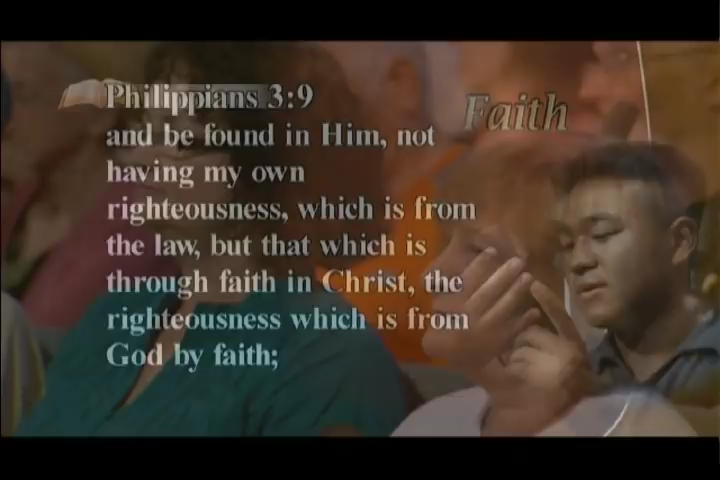 Philippians 3:9
Faith
and be found in Him, not
having my own
righteousness, which is from
the law, but that which is
through faith in Christ, the
righteousness which is from
God by faith;